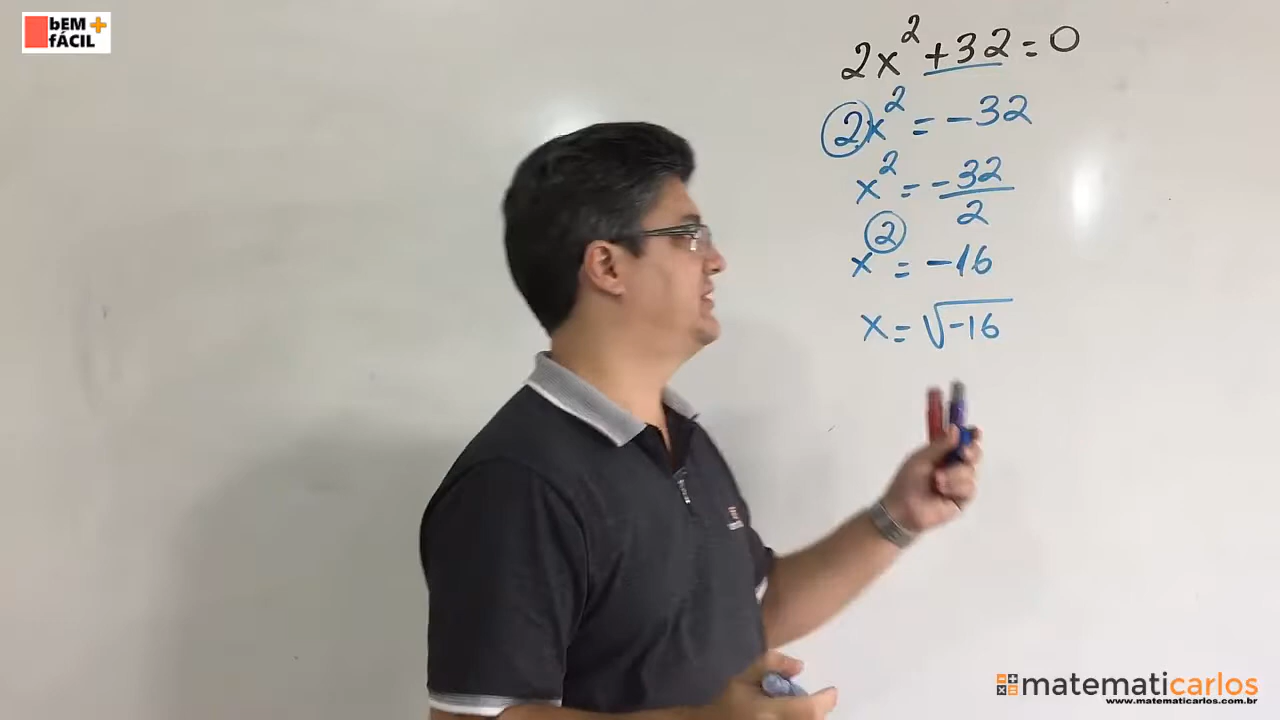 bEM +
fÁCIL
2x² + 32 = 0
2x² = -32
x² = -32/2
x² = -16
x = √-16
matematicarlos
www.matematicarlos.com.br